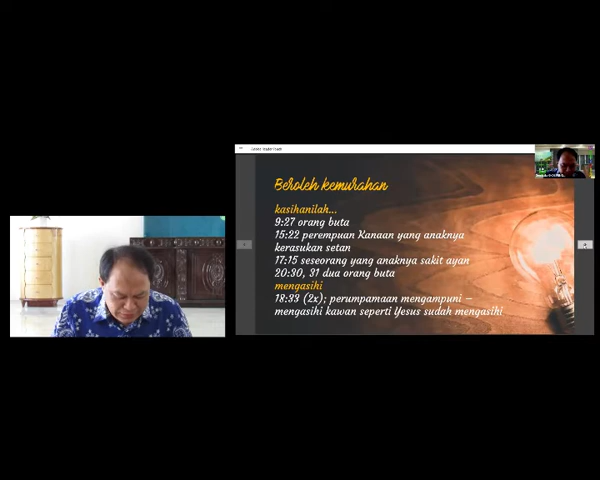 Beroleh kemurahan
kasihanilah...
9:27 orang buta
15:22 perempuan Kanaan yang anaknya
kerasukan setan
17:15 seseorang yang anaknya sakit ayan
20:30, 31 dua orang buta
mengasihi
18:33 (2x); perumpamaan mengampuni –
mengasihi kawan seperti Yesus sudah mengasihi